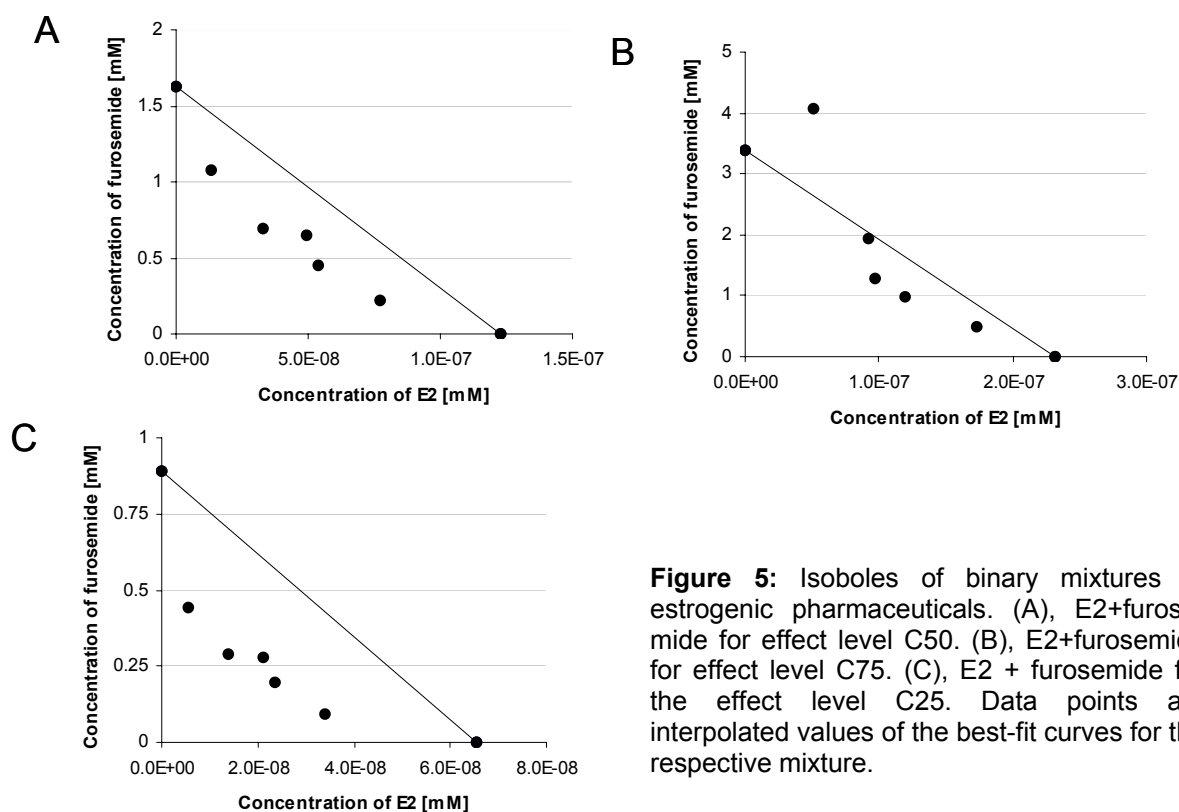 A
2
1.5
1
0.5
0
0.0E+00 5.0E-08 1.0E-07 1.5E-07
Concentration of furosemide [mM]
Concentration of E2 [mM]
B
5
4
3
2
1
0
0.0E+00 1.0E-07 2.0E-07 3.0E-07
Concentration of furosemide [mM]
Concentration of E2 [mM]
C
1
0.75
0.5
0.25
0
0.0E+00 2.0E-08 4.0E-08 6.0E-08 8.0E-08
Concentration of furosemide [mM]
Concentration of E2 [mM]
Figure 5: Isoboles of binary mixtures
estrogenic pharmaceuticals. (A), E2+furos
mide for effect level C50. (B), E2+furosemi
for effect level C75. (C), E2 + furosemide f
the effect level C25. Data points a
interpolated values of the best-fit curves for th
respective mixture.